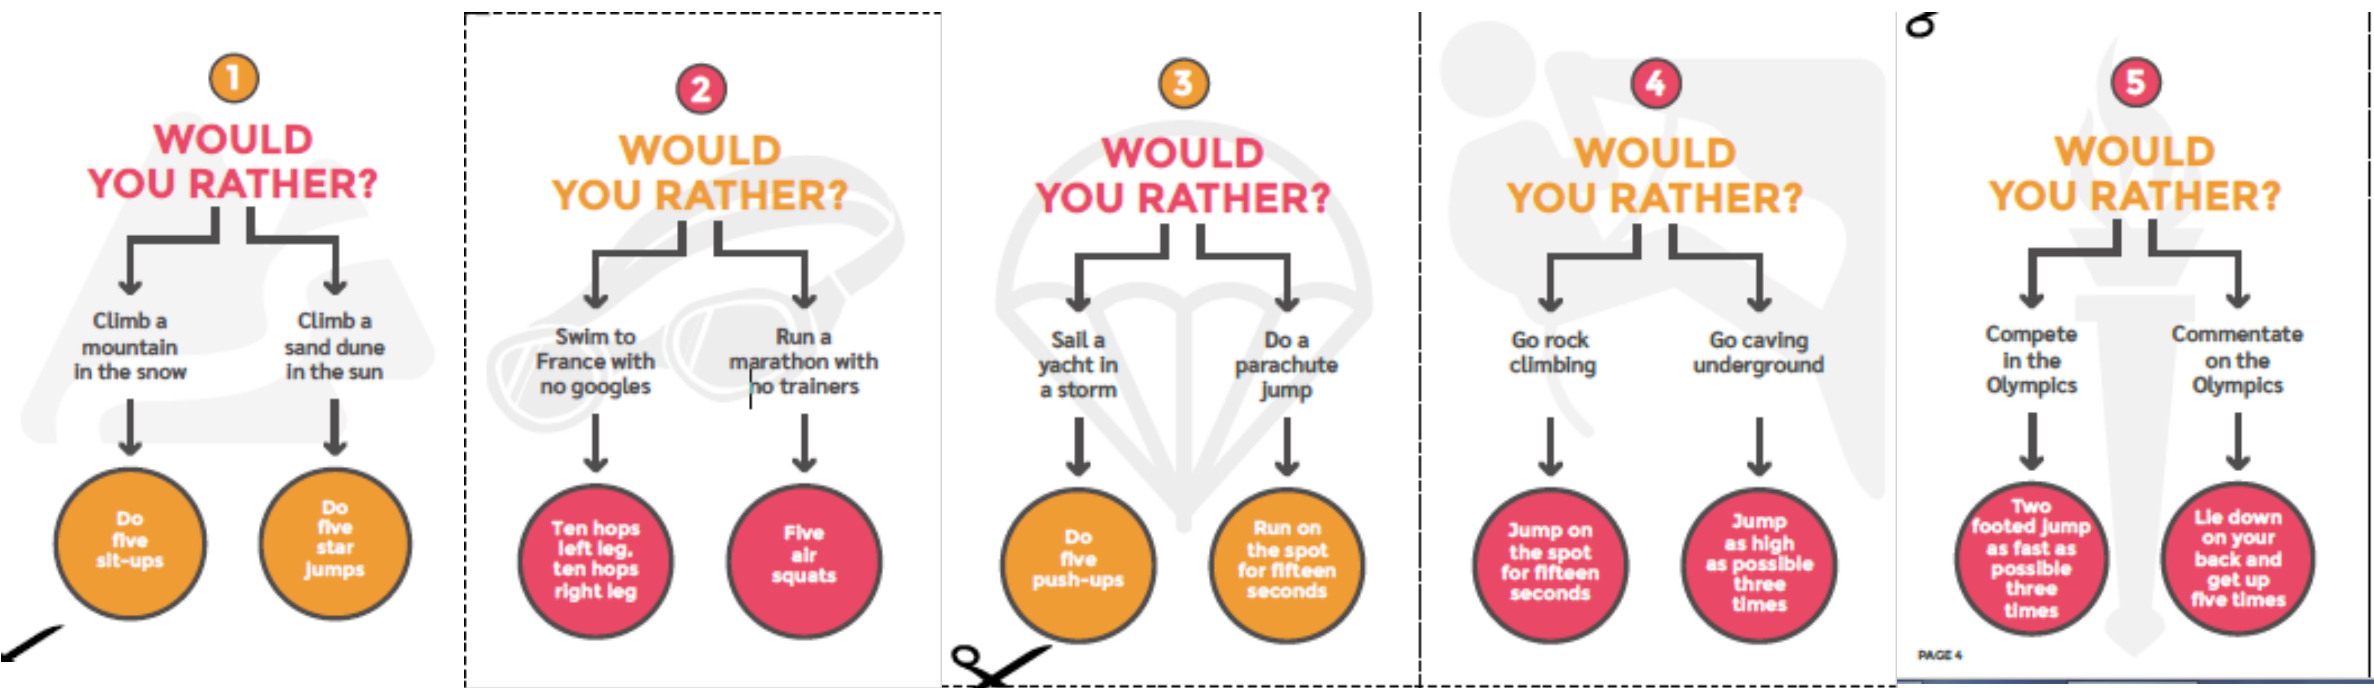 1
WOULD
YOU RATHER?
Climb a
mountain
in the snow
Climb a
sand dune
in the sun
Do
five
sit-ups
Do
five
star
jumps
2
WOULD
YOU RATHER?
Swim to
France with
no googles
Run a
marathon with
no trainers
Ten hops
left leg,
ten hops
right leg
Five
air
squats
3
WOULD
YOU RATHER?
Sail a
yacht in
a storm
Do a
parachute
jump
Do
five
push-ups
Run on
the spot
for fifteen
seconds
4
WOULD
YOU RATHER?
Go rock
climbing
Go caving
underground
Jump on
the spot
for fifteen
seconds
Jump
as high
as possible
three
times
5
WOULD
YOU RATHER?
Compete
in the
Olympics
Commentate
on the
Olympics
Two
footed jump
as fast as
possible
three
times
Lie down
on your
back and
get up
five times
PAGE 4